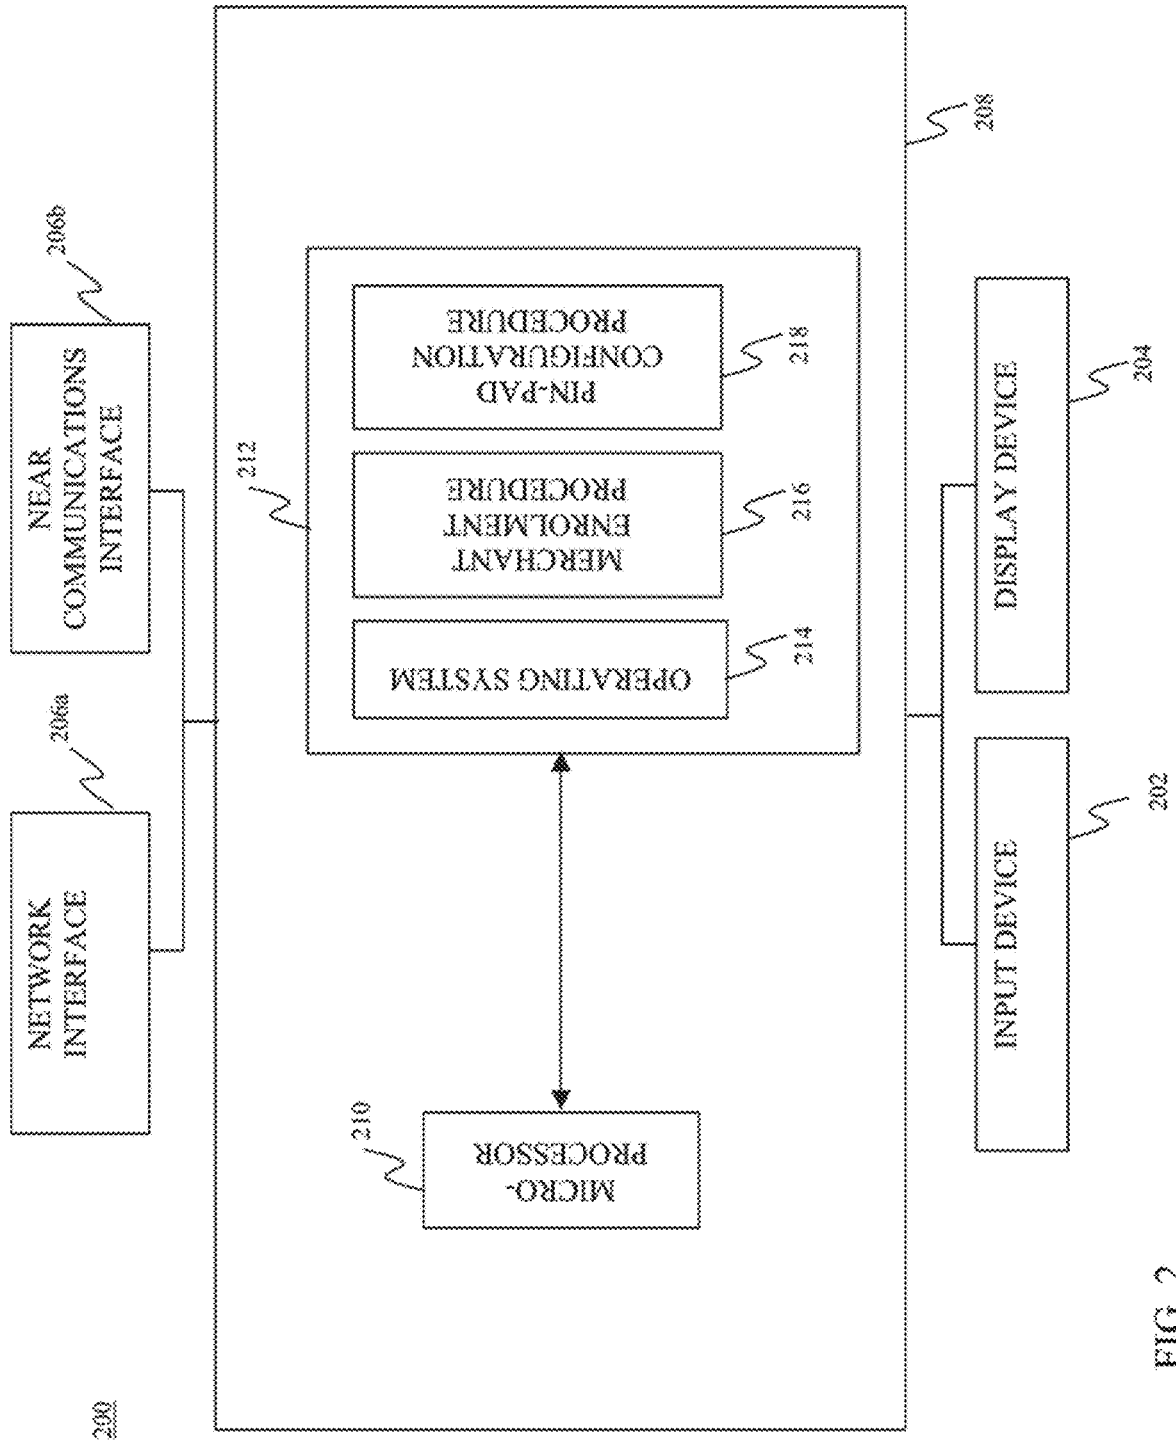 200
NETWORK
INTERFACE
206a
NEAR
COMMUNICATIONS
INTERFACE
206b
210
MICRO-
PROCESSOR
212
OPERATING SYSTEM
214
MERCHANT
ENROLMENT
PROCEDURE
216
PIN-PAD
CONFIGURATION
PROCEDURE
218
208
INPUT DEVICE
202
DISPLAY DEVICE
204
FIG. 2